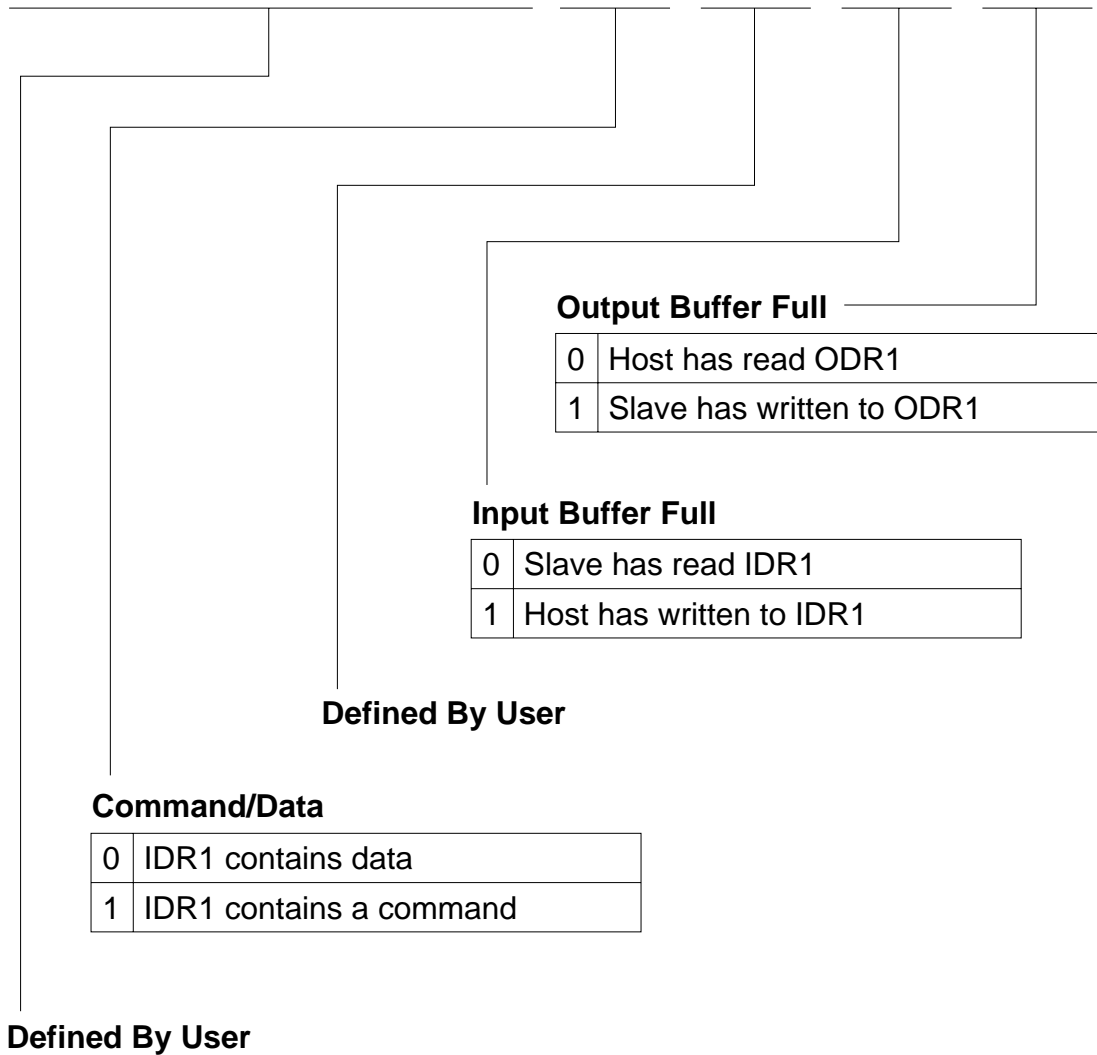 Output Buffer Full
0 Host has read ODR1
1 Slave has written to ODR1
Input Buffer Full
0 Slave has read IDR1
1 Host has written to IDR1
Defined By User
Command/Data
0 IDR1 contains data
1 IDR1 contains a command
Defined By User